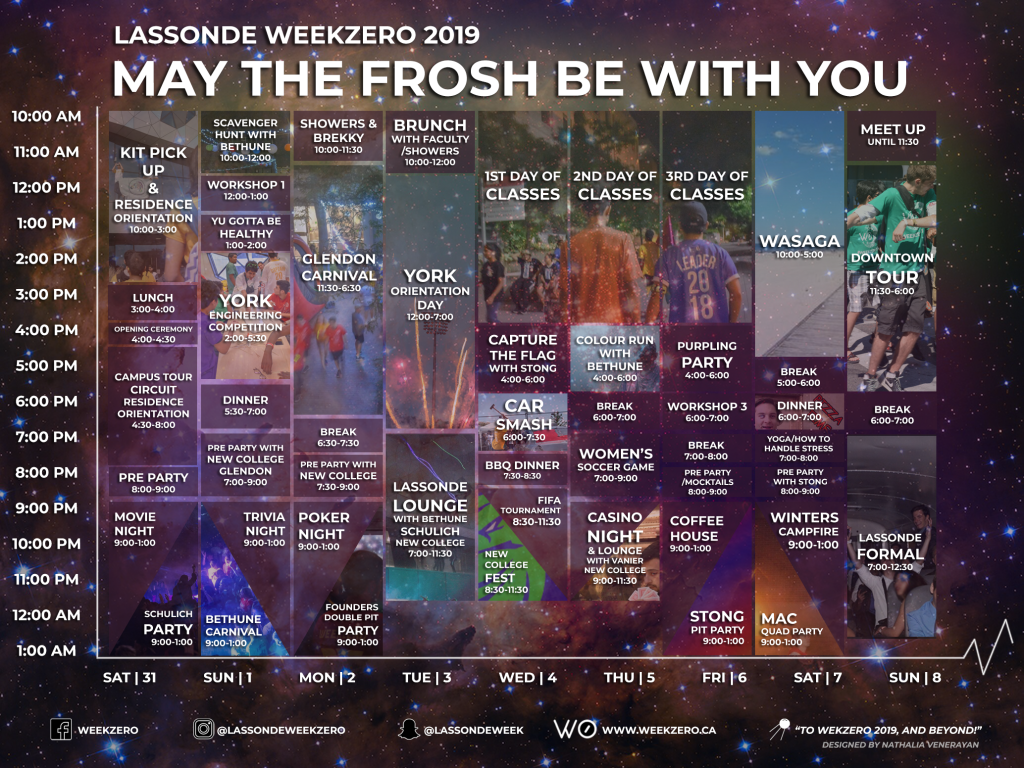 LASSONDE WEEKZERO 2019
MAY THE FROSH BE WITH YOU
10:00 AM
11:00 AM
12:00 PM
1:00 PM
2:00 PM
3:00 PM
4:00 PM
5:00 PM
6:00 PM
7:00 PM
8:00 PM
9:00 PM
10:00 PM
11:00 PM
12:00 AM
1:00 AM
KIT PICK
UP
&
RESIDENCE
ORIENTATION
10:00-3:00
LUNCH
3:00-4:00
OPENING CEREMONY
4:00-4:30
CAMPUS TOUR
CIRCUIT
RESIDENCE
ORIENTATION
4:30-8:00
PRE PARTY
8:00-9:00
MOVIE
NIGHT
9:00-1:00
SCHULICH
PARTY
9:00-1:00
SCAVENGER
HUNT WITH
BETHUNE
10:00-12:00
WORKSHOP 1
12:00-1:00
YU GOTTA BE
HEALTHY
1:00-2:00
YORK
ENGINEERING
COMPETITION
2:00-5:30
DINNER
5:30-7:00
PRE PARTY WITH
NEW COLLEGE
GLENDON
7:00-9:00
TRIVIA
NIGHT
9:00-1:00
BETHUNE
CARNIVAL
9:00-1:00
SHOWERS &
BREKKY
10:00-11:30
GLENDON
CARNIVAL
11:30-6:30
BREAK
6:30-7:30
PRE PARTY WITH
NEW COLLEGE
7:30-9:00
POKER
NIGHT
9:00-1:00
FOUNDERS
DOUBLE PIT
PARTY
9:00-1:00
BRUNCH
WITH FACULTY
/SHOWERS
10:00-12:00
YORK
ORIENTATION
DAY
12:00-7:00
LASSONDE
LOUNGE
WITH BETHUNE
SCHULICH
NEW COLLEGE
7:00-11:30
1ST DAY OF
CLASSES
CAPTURE
THE FLAG
WITH STONG
4:00-6:00
CAR
SMASH
6:00-7:30
BBQ DINNER
7:30-8:30
FIFA
TOURNAMENT
8:30-11:30
NEW
COLLEGE
FEST
8:30-11:30
2ND DAY OF
CLASSES
COLOUR RUN
WITH
BETHUNE
4:00-6:00
BREAK
6:00-7:00
WOMEN'S
SOCCER GAME
7:00-9:00
CASINO
NIGHT
& LOUNGE
WITH VANIER
NEW COLLEGE
9:00-11:30
3RD DAY OF
CLASSES
LEADER
28
18
PURPLING
PARTY
4:00-6:00
WORKSHOP 3
6:00-7:00
BREAK
7:00-8:00
PRE PARTY
/MOCKTAILS
8:00-9:00
COFFEE
HOUSE
9:00-1:00
STONG
PIT PARTY
9:00-1:00
WASAGA
10:00-5:00
BREAK
5:00-6:00
DINNER
6:00-7:00
PIZZA
YOGA/HOW TO
HANDLE STRESS
7:00-8:00
PRE PARTY
WITH STONG
8:00-9:00
WINTERS
CAMPFIRE
9:00-1:00
MAC
QUAD PARTY
9:00-1:00
MEET UP
UNTIL 11:30
DOWNTOWN
TOUR
11:30-6:00
BREAK
6:00-7:00
LASSONDE
FORMAL
7:00-12:30
SAT | 31
SUN | 1
MON | 2
TUE | 3
WED | 4
THU | 5
FRI | 6
SAT | 7
SUN | 8
WEEKZERO
@LASSONDEWEEKZERO
@LASSONDEWEEK
WO WWW.WEEKZERO.CA
"TO WEKZERO 2019, AND BEYOND!"
DESIGNED BY NATHALIA VENERAYAN